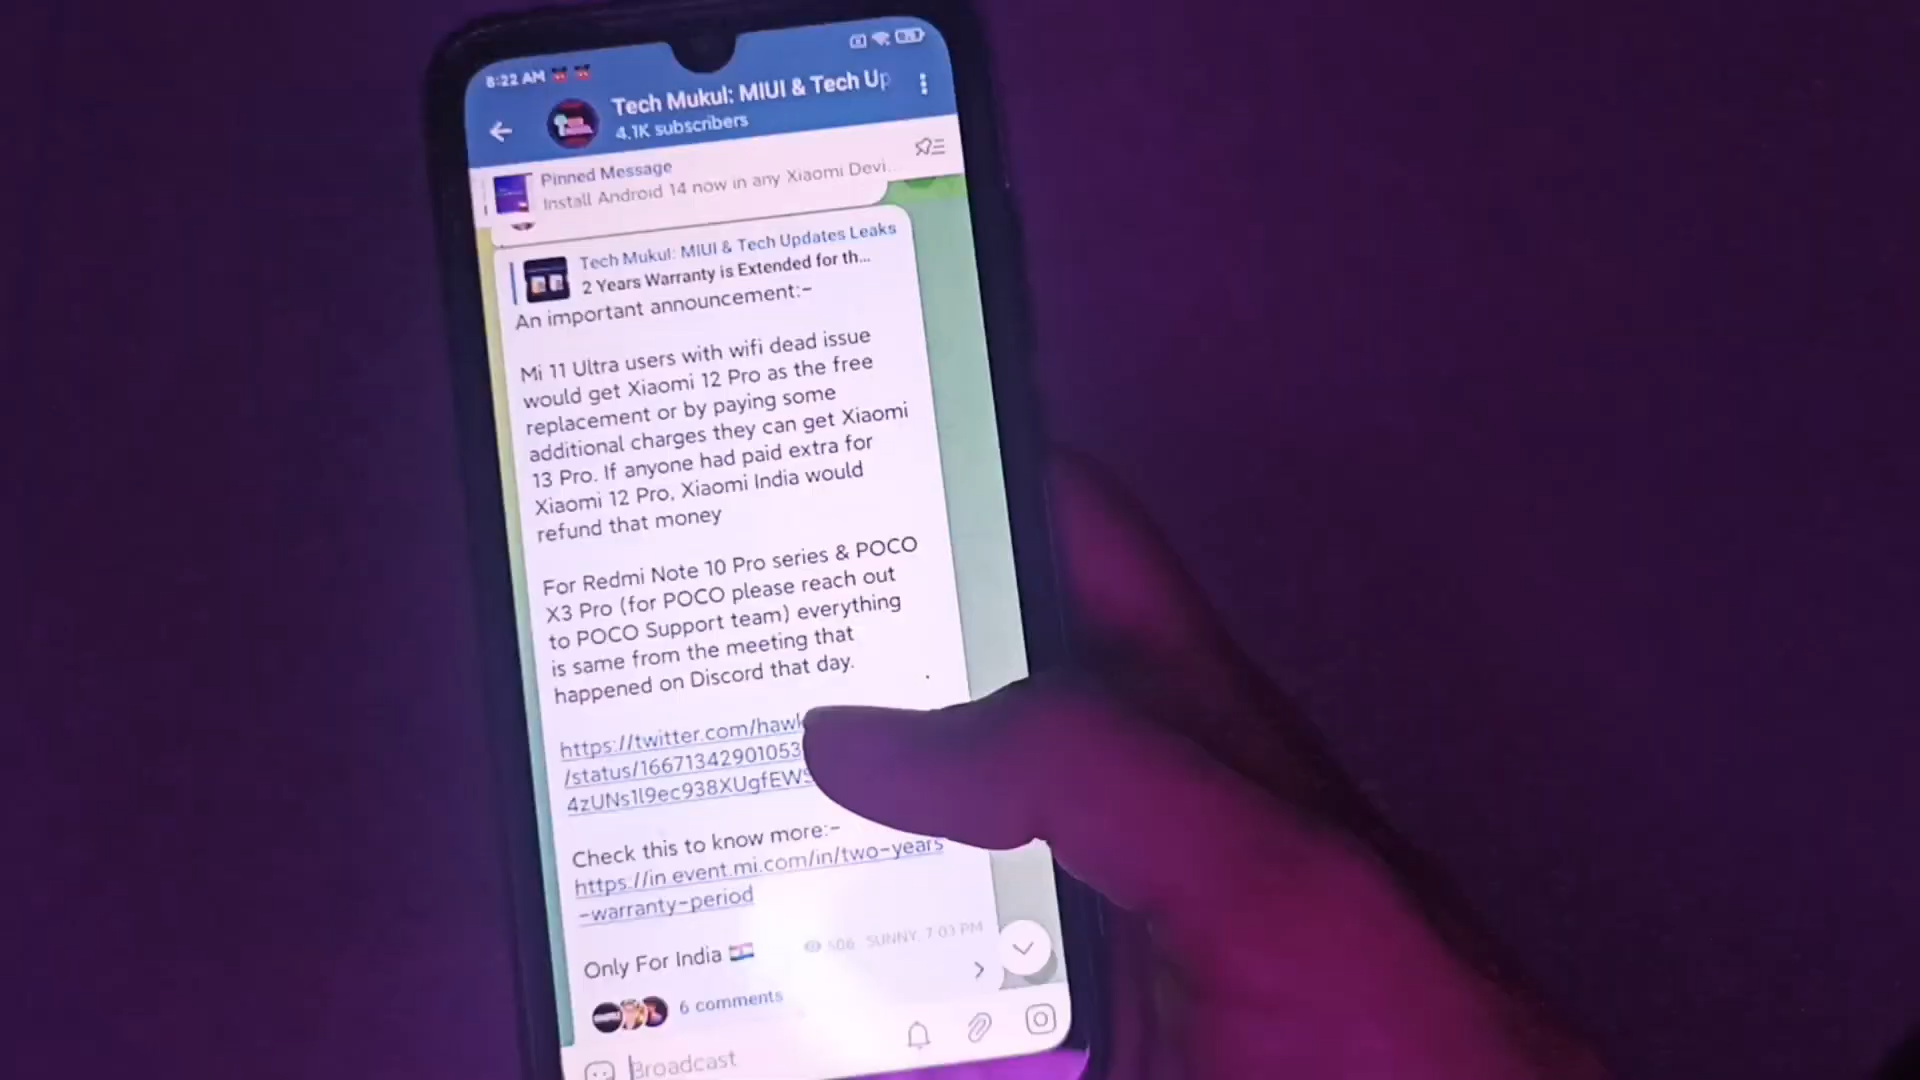 8:22 AM
Tech Mukul: MIUI & Tech Up
4.1K subscribers
Pinned Message
Install Android 14 now in any Xiaomi Devi...
Tech Mukul: MIUI & Tech Updates Leaks
2 Years Warranty is Extended for th...
An important announcement:-
Mi 11 Ultra users with wifi dead issue
would get Xiaomi 12 Pro as the free
replacement or by paying some
additional charges they can get Xiaomi
13 Pro. If anyone had paid extra for
Xiaomi 12 Pro, Xiaomi India would
refund that money
For Redmi Note 10 Pro series & POCO
X3 Pro (for POCO please reach out
to POCO Support team) everything
is same from the meeting that
happened on Discord that day.
https://twitter.com/hawk
/status/16671342901053
4zUNs1l9ec938XUgfEWS
Check this to know more:-
https://in.event.mi.com/in/two-years
-warranty-period
Only For India
506 SUNNY, 7:03 PM
6 comments
Broadcast